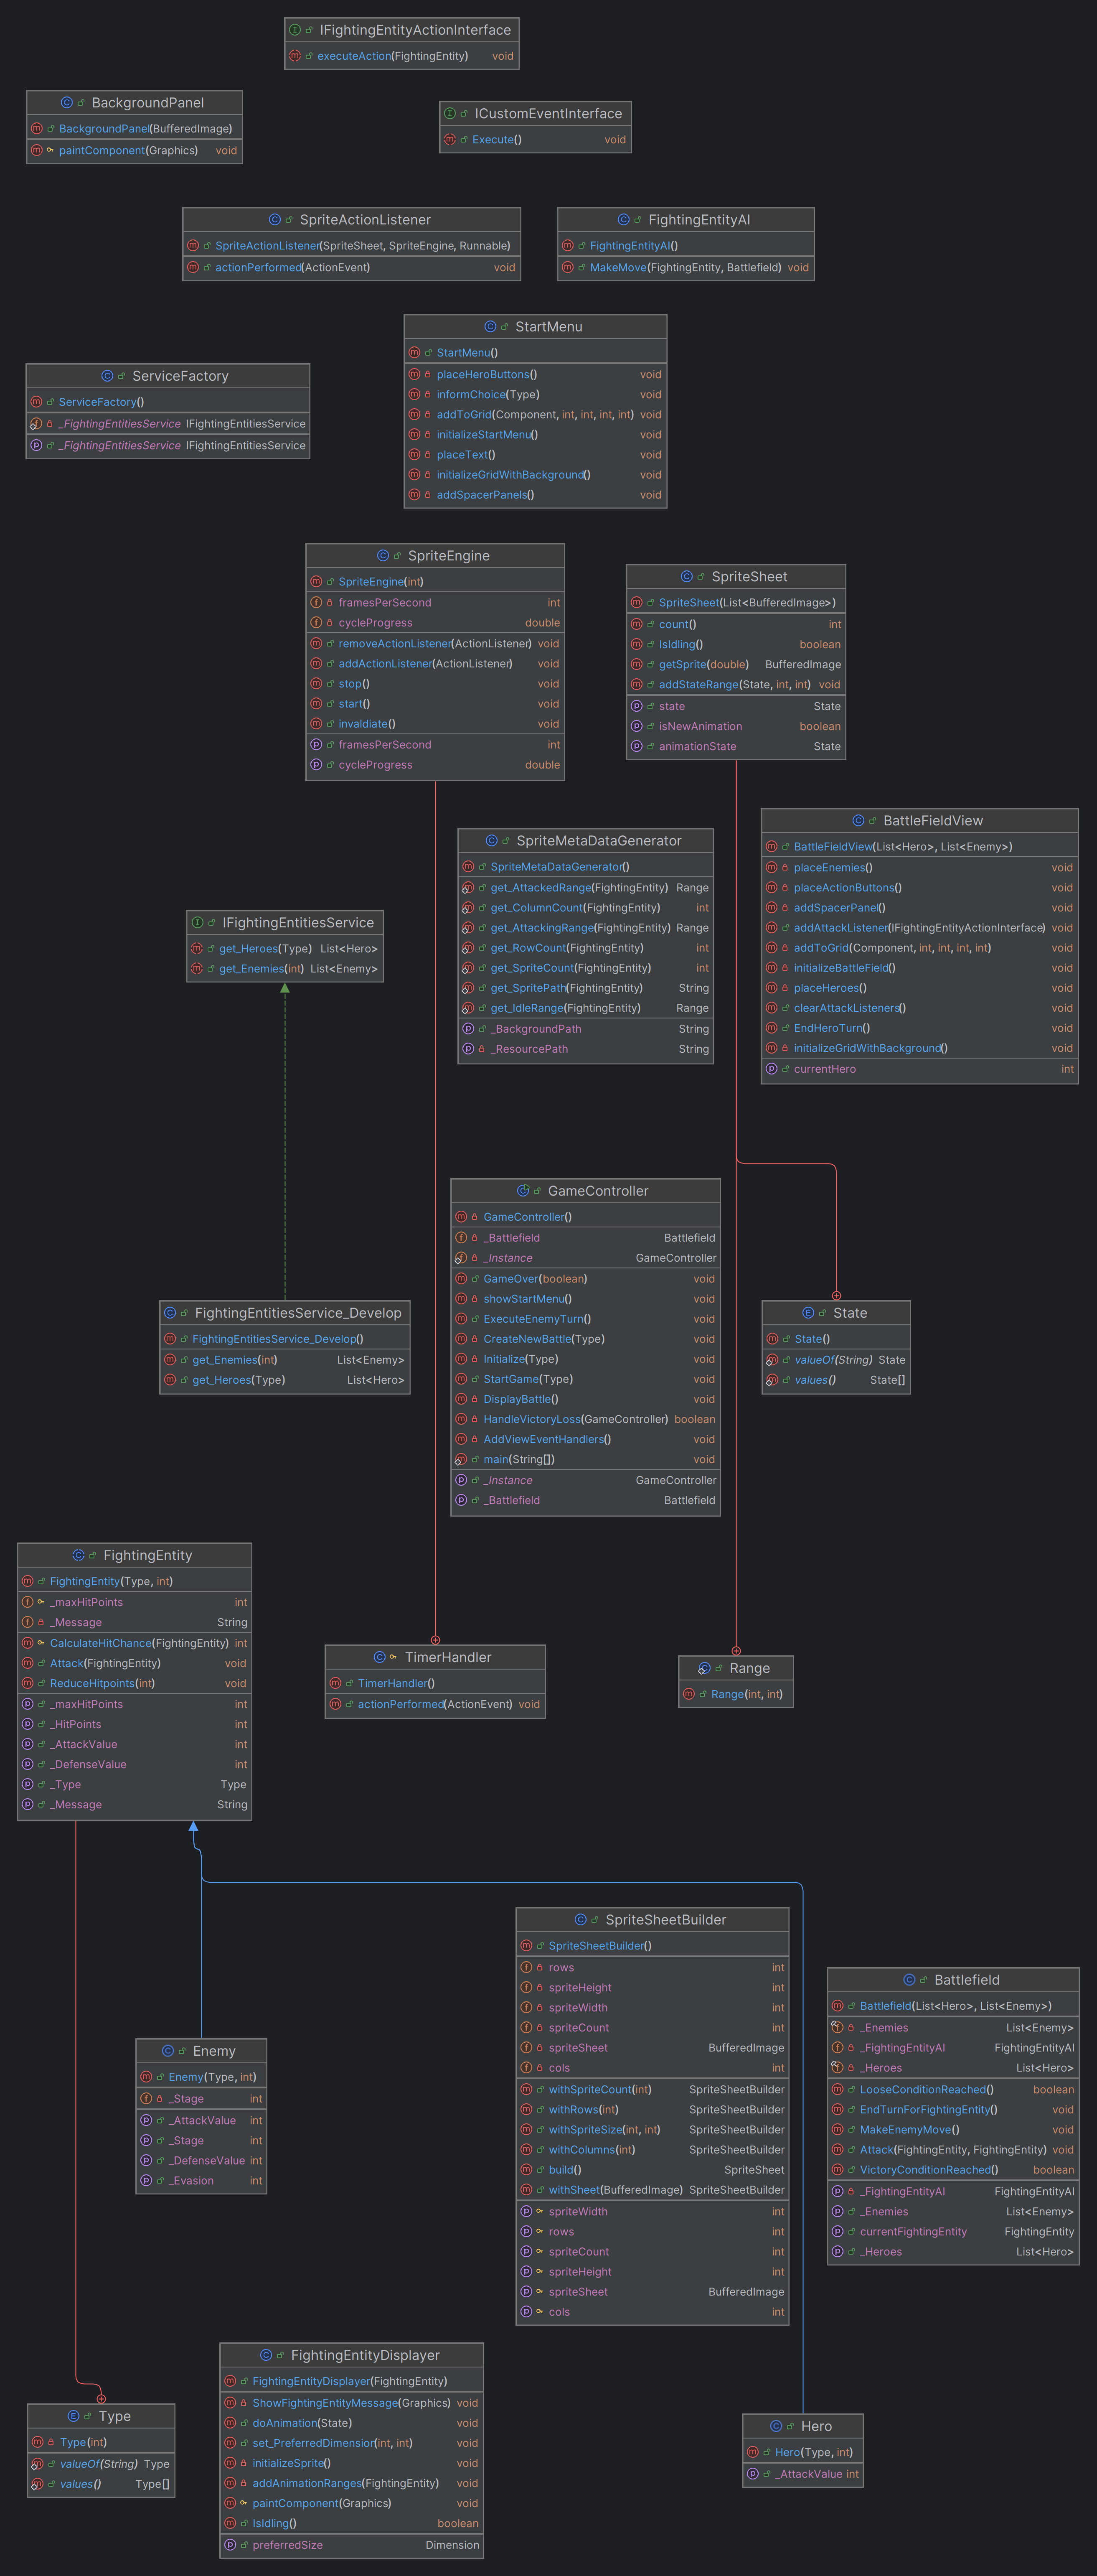 IFightingEntityActionInterface
executeAction(FightingEntity) void
BackgroundPanel
BackgroundPanel(BufferedImage)
paintComponent(Graphics) void
ICustomEventInterface
Execute() void
SpriteActionListener
SpriteActionListener(SpriteSheet, SpriteEngine, Runnable)
actionPerformed(ActionEvent) void
FightingEntityAI
FightingEntityAI()
MakeMove(FightingEntity, Battlefield) void
StartMenu
StartMenu()
placeHeroButtons() void
informChoice(Type) void
addToGrid(Component, int, int, int, int) void
initializeStartMenu() void
placeText() void
initializeGridWithBackground() void
addSpacerPanels() void
ServiceFactory
ServiceFactory()
_FightingEntitiesService IFightingEntitiesService
_FightingEntitiesService IFightingEntitiesService
SpriteEngine
SpriteEngine(int)
framesPerSecond int
cycleProgress double
removeActionListener(ActionListener) void
addActionListener(ActionListener) void
stop() void
start() void
invaldiate() void
framesPerSecond int
cycleProgress double
SpriteSheet
SpriteSheet(List<BufferedImage>)
count() int
IsIdling() boolean
getSprite(double) BufferedImage
addStateRange(State, int, int) void
state State
isNewAnimation boolean
animationState State
BattleFieldView
BattleFieldView(List<Hero>, List<Enemy>)
placeEnemies() void
placeActionButtons() void
addSpacerPanel() void
addAttackListener(IFightingEntityActionInterface) void
addToGrid(Component, int, int, int, int) void
initializeBattleField() void
placeHeroes() void
clearAttackListeners() void
EndHeroTurn() void
initializeGridWithBackground() void
currentHero int
SpriteMetaDataGenerator
SpriteMetaDataGenerator()
get_AttackedRange(FightingEntity) Range
get_ColumnCount(FightingEntity) int
get_AttackingRange(FightingEntity) Range
get_RowCount(FightingEntity) int
get_SpriteCount(FightingEntity) int
get_SpritePath(FightingEntity) String
get_IdleRange(FightingEntity) Range
_BackgroundPath String
_ResourcePath String
IFightingEntitiesService
get_Heroes(Type) List<Hero>
get_Enemies(int) List<Enemy>
GameController
GameController()
_Battlefield Battlefield
_Instance GameController
GameOver(boolean) void
showStartMenu() void
ExecuteEnemyTurn() void
CreateNewBattle(Type) void
Initialize(Type) void
StartGame(Type) void
DisplayBattle() void
HandleVictoryLoss(GameController) boolean
AddViewEventHandlers() void
main(String[]) void
_Instance GameController
_Battlefield Battlefield
FightingEntitiesService_Develop
FightingEntitiesService_Develop()
get_Enemies(int) List<Enemy>
get_Heroes(Type) List<Hero>
State
State()
valueOf(String) State
values() State[]
FightingEntity
FightingEntity(Type, int)
_maxHitPoints int
_Message String
CalculateHitChance(FightingEntity) int
Attack(FightingEntity) void
ReduceHitpoints(int) void
_maxHitPoints int
_HitPoints int
_AttackValue int
_DefenseValue int
_Type Type
_Message String
TimerHandler
TimerHandler()
actionPerformed(ActionEvent) void
Range
Range(int, int)
SpriteSheetBuilder
SpriteSheetBuilder()
rows int
spriteHeight int
spriteWidth int
spriteCount int
spriteSheet BufferedImage
cols int
withSpriteCount(int) SpriteSheetBuilder
withRows(int) SpriteSheetBuilder
withSpriteSize(int, int) SpriteSheetBuilder
withColumns(int) SpriteSheetBuilder
build() SpriteSheet
withSheet(BufferedImage) SpriteSheetBuilder
spriteWidth int
rows int
spriteCount int
spriteHeight int
spriteSheet BufferedImage
cols int
Battlefield
Battlefield(List<Hero>, List<Enemy>)
_Enemies List<Enemy>
_FightingEntityAI FightingEntityAI
_Heroes List<Hero>
LooseConditionReached() boolean
EndTurnForFightingEntity() void
MakeEnemyMove() void
Attack(FightingEntity, FightingEntity) void
VictoryConditionReached() boolean
_FightingEntityAI FightingEntityAI
_Enemies List<Enemy>
currentFightingEntity FightingEntity
_Heroes List<Hero>
Enemy
Enemy(Type, int)
_Stage int
_AttackValue int
_Stage int
_DefenseValue int
_Evasion int
FightingEntityDisplayer
FightingEntityDisplayer(FightingEntity)
ShowFightingEntityMessage(Graphics) void
doAnimation(State) void
set_PreferredDimension(int, int) void
initializeSprite() void
addAnimationRanges(FightingEntity) void
paintComponent(Graphics) void
IsIdling() boolean
preferredSize Dimension
Type
Type(int)
valueOf(String) Type
values() Type[]
Hero
Hero(Type, int)
_AttackValue int